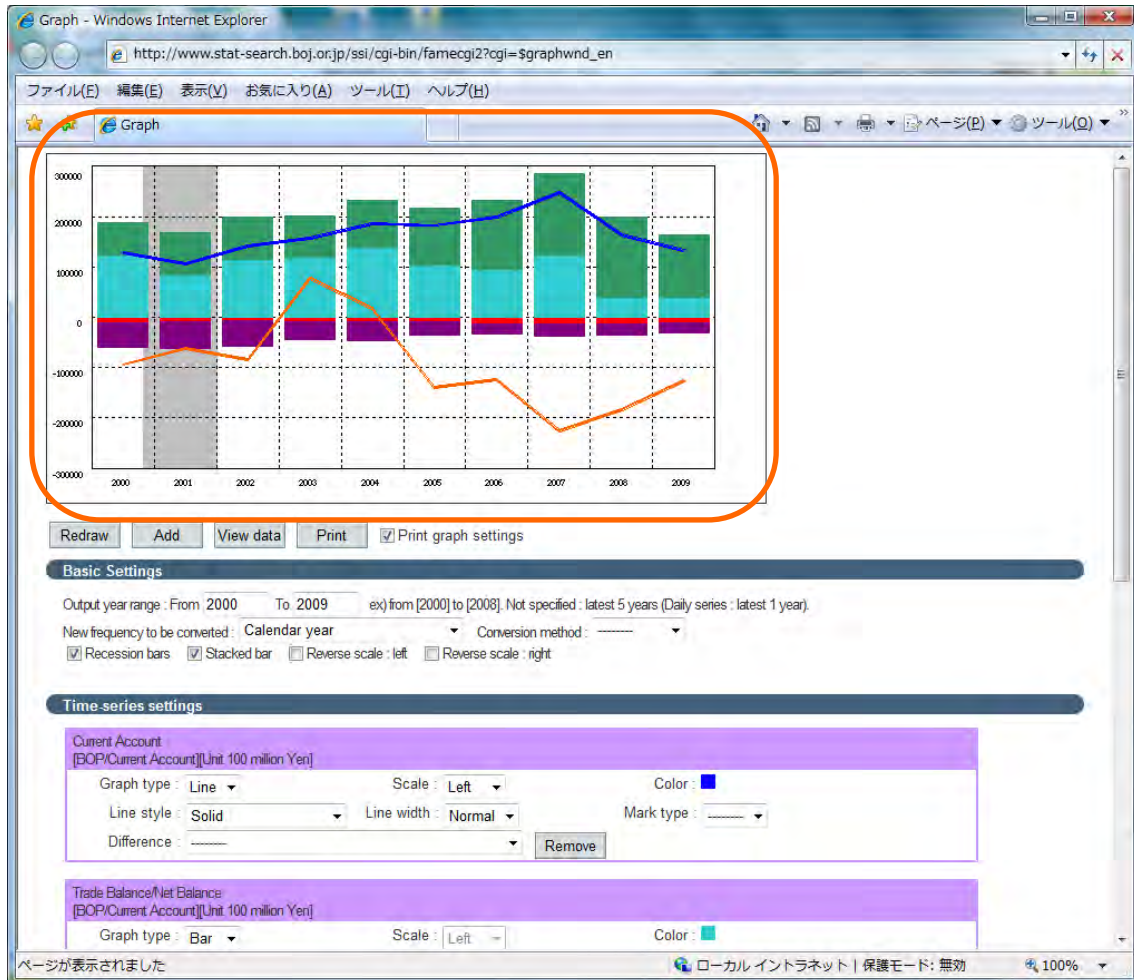 Graph - Windows Internet Explorer
http://www.stat-search.boj.or.jp/ssi/cgi-bin/famecgi2?cgi=$graphwnd_en
ファイル(F) 編集(E) 表示(V) お気に入り(A) ツール(T) ヘルプ(H)
Graph ページ(P) ツール(O)
300000
200000
100000
0
-100000
-200000
-300000
2000 2001 2002 2003 2004 2005 2006 2007 2008 2009
Redraw Add View data Print Print graph settings
Basic Settings
Output year range : From 2000 To 2009 ex) from [2000] to [2008]. Not specified : latest 5 years (Daily series : latest 1 year).
New frequency to be converted : Calendar year Conversion method : --------
Recession bars Stacked bar Reverse scale : left Reverse scale : right
Time-series settings
Current Account
[BOP/Current Account][Unit 100 million Yen]
Graph type : Line Scale : Left Color :
Line style : Solid Line width : Normal Mark type : --------
Difference : -------- Remove
Trade Balance/Net Balance
[BOP/Current Account][Unit 100 million Yen]
Graph type : Bar Scale : Left Color :
ページが表示されました ローカル イントラネット | 保護モード: 無効 100%